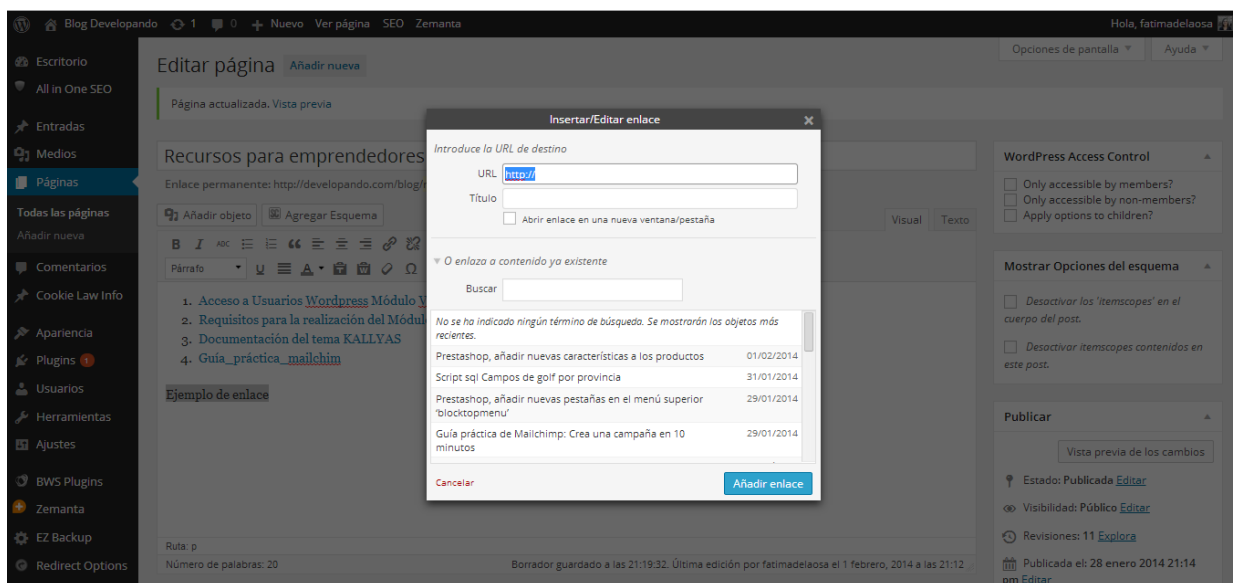 Blog Developando 1 0 + Nuevo Ver página SEO Zemanta Hola, fatimadelaosa
Opciones de pantalla Ayuda
Escritorio
All in One SEO
Entradas
Medios
Páginas
Todas las páginas
Añadir nueva
Comentarios
Cookie Law Info
Apariencia
Plugins 1
Usuarios
Herramientas
Ajustes
BWS Plugins
Zemanta
EZ Backup
Redirect Options
Editar página Añadir nueva
Página actualizada. Vista previa
Recursos para emprendedores
Enlace permanente: http://developando.com/blog/
Añadir objeto Agregar Esquema
Visual Texto
B I ABC
Párrafo U A Ω
1. Acceso a Usuarios Wordpress Módulo V
2. Requisitos para la realización del Módul
3. Documentación del tema KALLYAS
4. Guía_práctica_mailchim
Ejemplo de enlace
Ruta: p
Número de palabras: 20 Borrador guardado a las 21:19:32. Última edición por fatimadelaosa el 1 febrero, 2014 a las 21:12
Insertar/Editar enlace
Introduce la URL de destino
URL http://
Título
Abrir enlace en una nueva ventana/pestaña
O enlaza a contenido ya existente
Buscar
No se ha indicado ningún término de búsqueda. Se mostrarán los objetos más
recientes.
Prestashop, añadir nuevas características a los productos 01/02/2014
Script sql Campos de golf por provincia 31/01/2014
Prestashop, añadir nuevas pestañas en el menú superior 29/01/2014
‘blocktopmenu’
Guía práctica de Mailchimp: Crea una campaña en 10 29/01/2014
minutos
Cancelar Añadir enlace
WordPress Access Control
Only accessible by members?
Only accessible by non-members?
Apply options to children?
Mostrar Opciones del esquema
Desactivar los 'itemscopes' en el
cuerpo del post.
Desactivar itemscopes contenidos en
este post.
Publicar
Vista previa de los cambios
Estado: Publicada Editar
Visibilidad: Público Editar
Revisiones: 11 Explora
Publicada el: 28 enero 2014 21:14
pm Editar